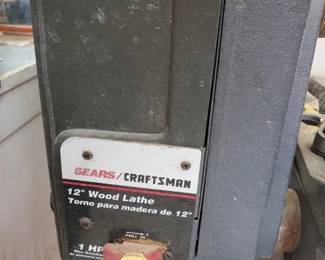 SEARS/CRAFTSMAN
12" Wood Lathe
Torno para madera de 12"
1 HP